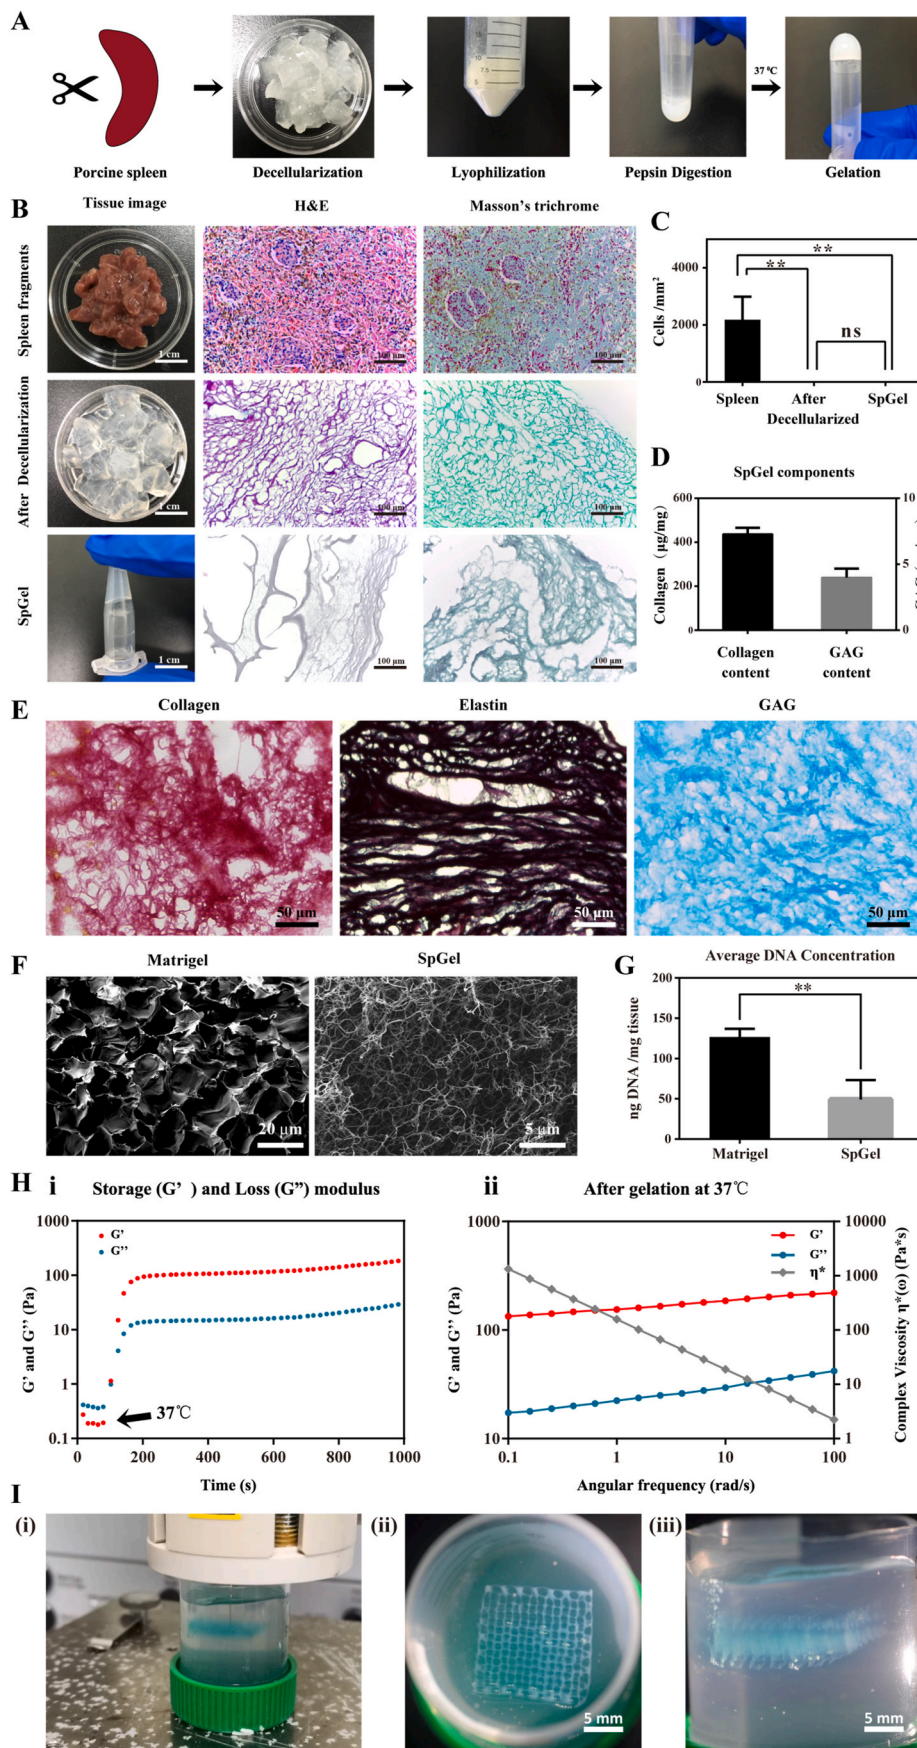 A
37 ℃
10
7.5
5
Porcine spleen
Decellularization
Lyophilization
Pepsin Digestion
Gelation
B
Tissue image
H&E
Masson's trichrome
Spleen fragments
1 cm
100 μm
100 μm
After Decellularization
1 cm
100 μm
100 μm
SpGel
1 cm
100 μm
100 μm
C
Cells /mm²
4000
2000
0
**
**
ns
Spleen
After
Decellularized
SpGel
D
SpGel components
Collagen (μg/mg)
600
400
200
0
10
5
0
Collagen
content
GAG
content
E
Collagen
Elastin
GAG
50 μm
50 μm
50 μm
F
Matrigel
SpGel
20 μm
5 μm
G
Average DNA Concentration
ng DNA /mg tissue
200
150
100
50
0
**
Matrigel
SpGel
H
i
Storage (G' ) and Loss (G'') modulus
G' and G'' (Pa)
1000
100
10
1
0.1
G'
G''
37℃
0
200
400
600
800
1000
Time (s)
ii
After gelation at 37℃
G' and G'' (Pa)
1000
100
10
G'
G''
η*
10000
1000
100
10
1
Complex Viscosity η*(ω) (Pa*s)
0.1
1
10
100
Angular frequency (rad/s)
I
(i)
(ii)
5 mm
(iii)
5 mm